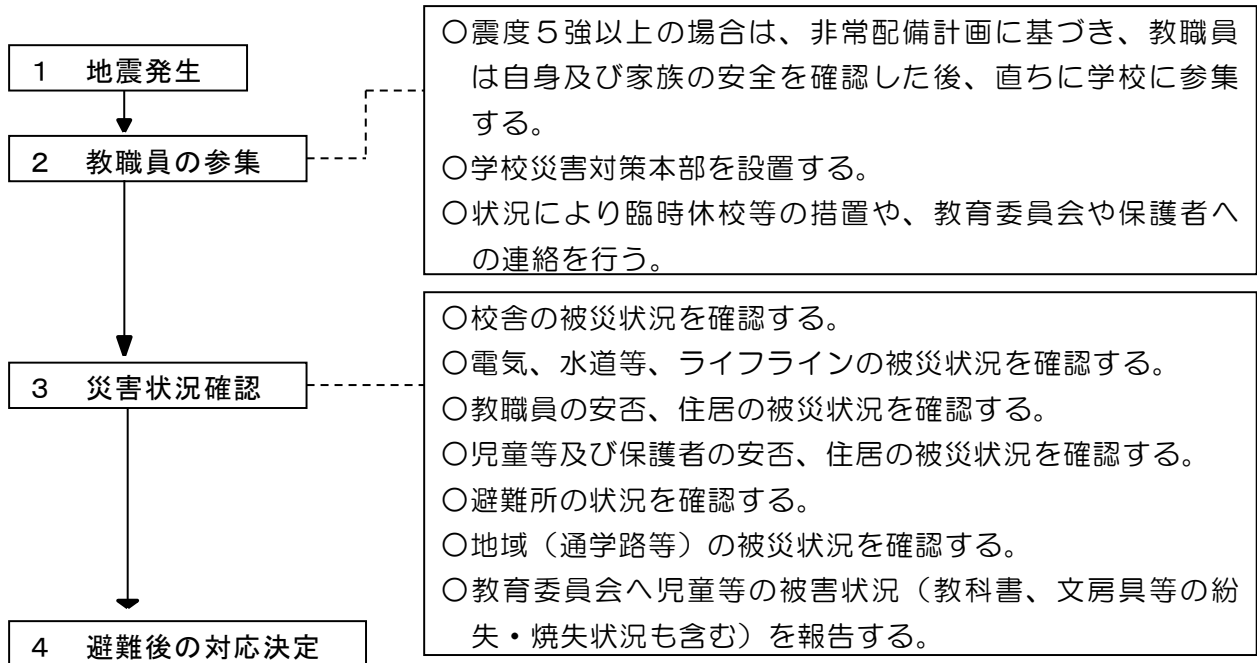 1 地震発生
2 教職員の参集
〇震度５強以上の場合は、非常配備計画に基づき、教職員
は自身及び家族の安全を確認した後、直ちに学校に参集
する。
〇学校災害対策本部を設置する。
〇状況により臨時休校等の措置や、教育委員会や保護者へ
の連絡を行う。
3 災害状況確認
〇校舎の被災状況を確認する。
〇電気、水道等、ライフラインの被災状況を確認する。
〇教職員の安否、住居の被災状況を確認する。
〇児童等及び保護者の安否、住居の被災状況を確認する。
〇避難所の状況を確認する。
〇地域（通学路等）の被災状況を確認する。
〇教育委員会へ児童等の被害状況（教科書、文房具等の紛
失・焼失状況も含む）を報告する。
4 避難後の対応決定